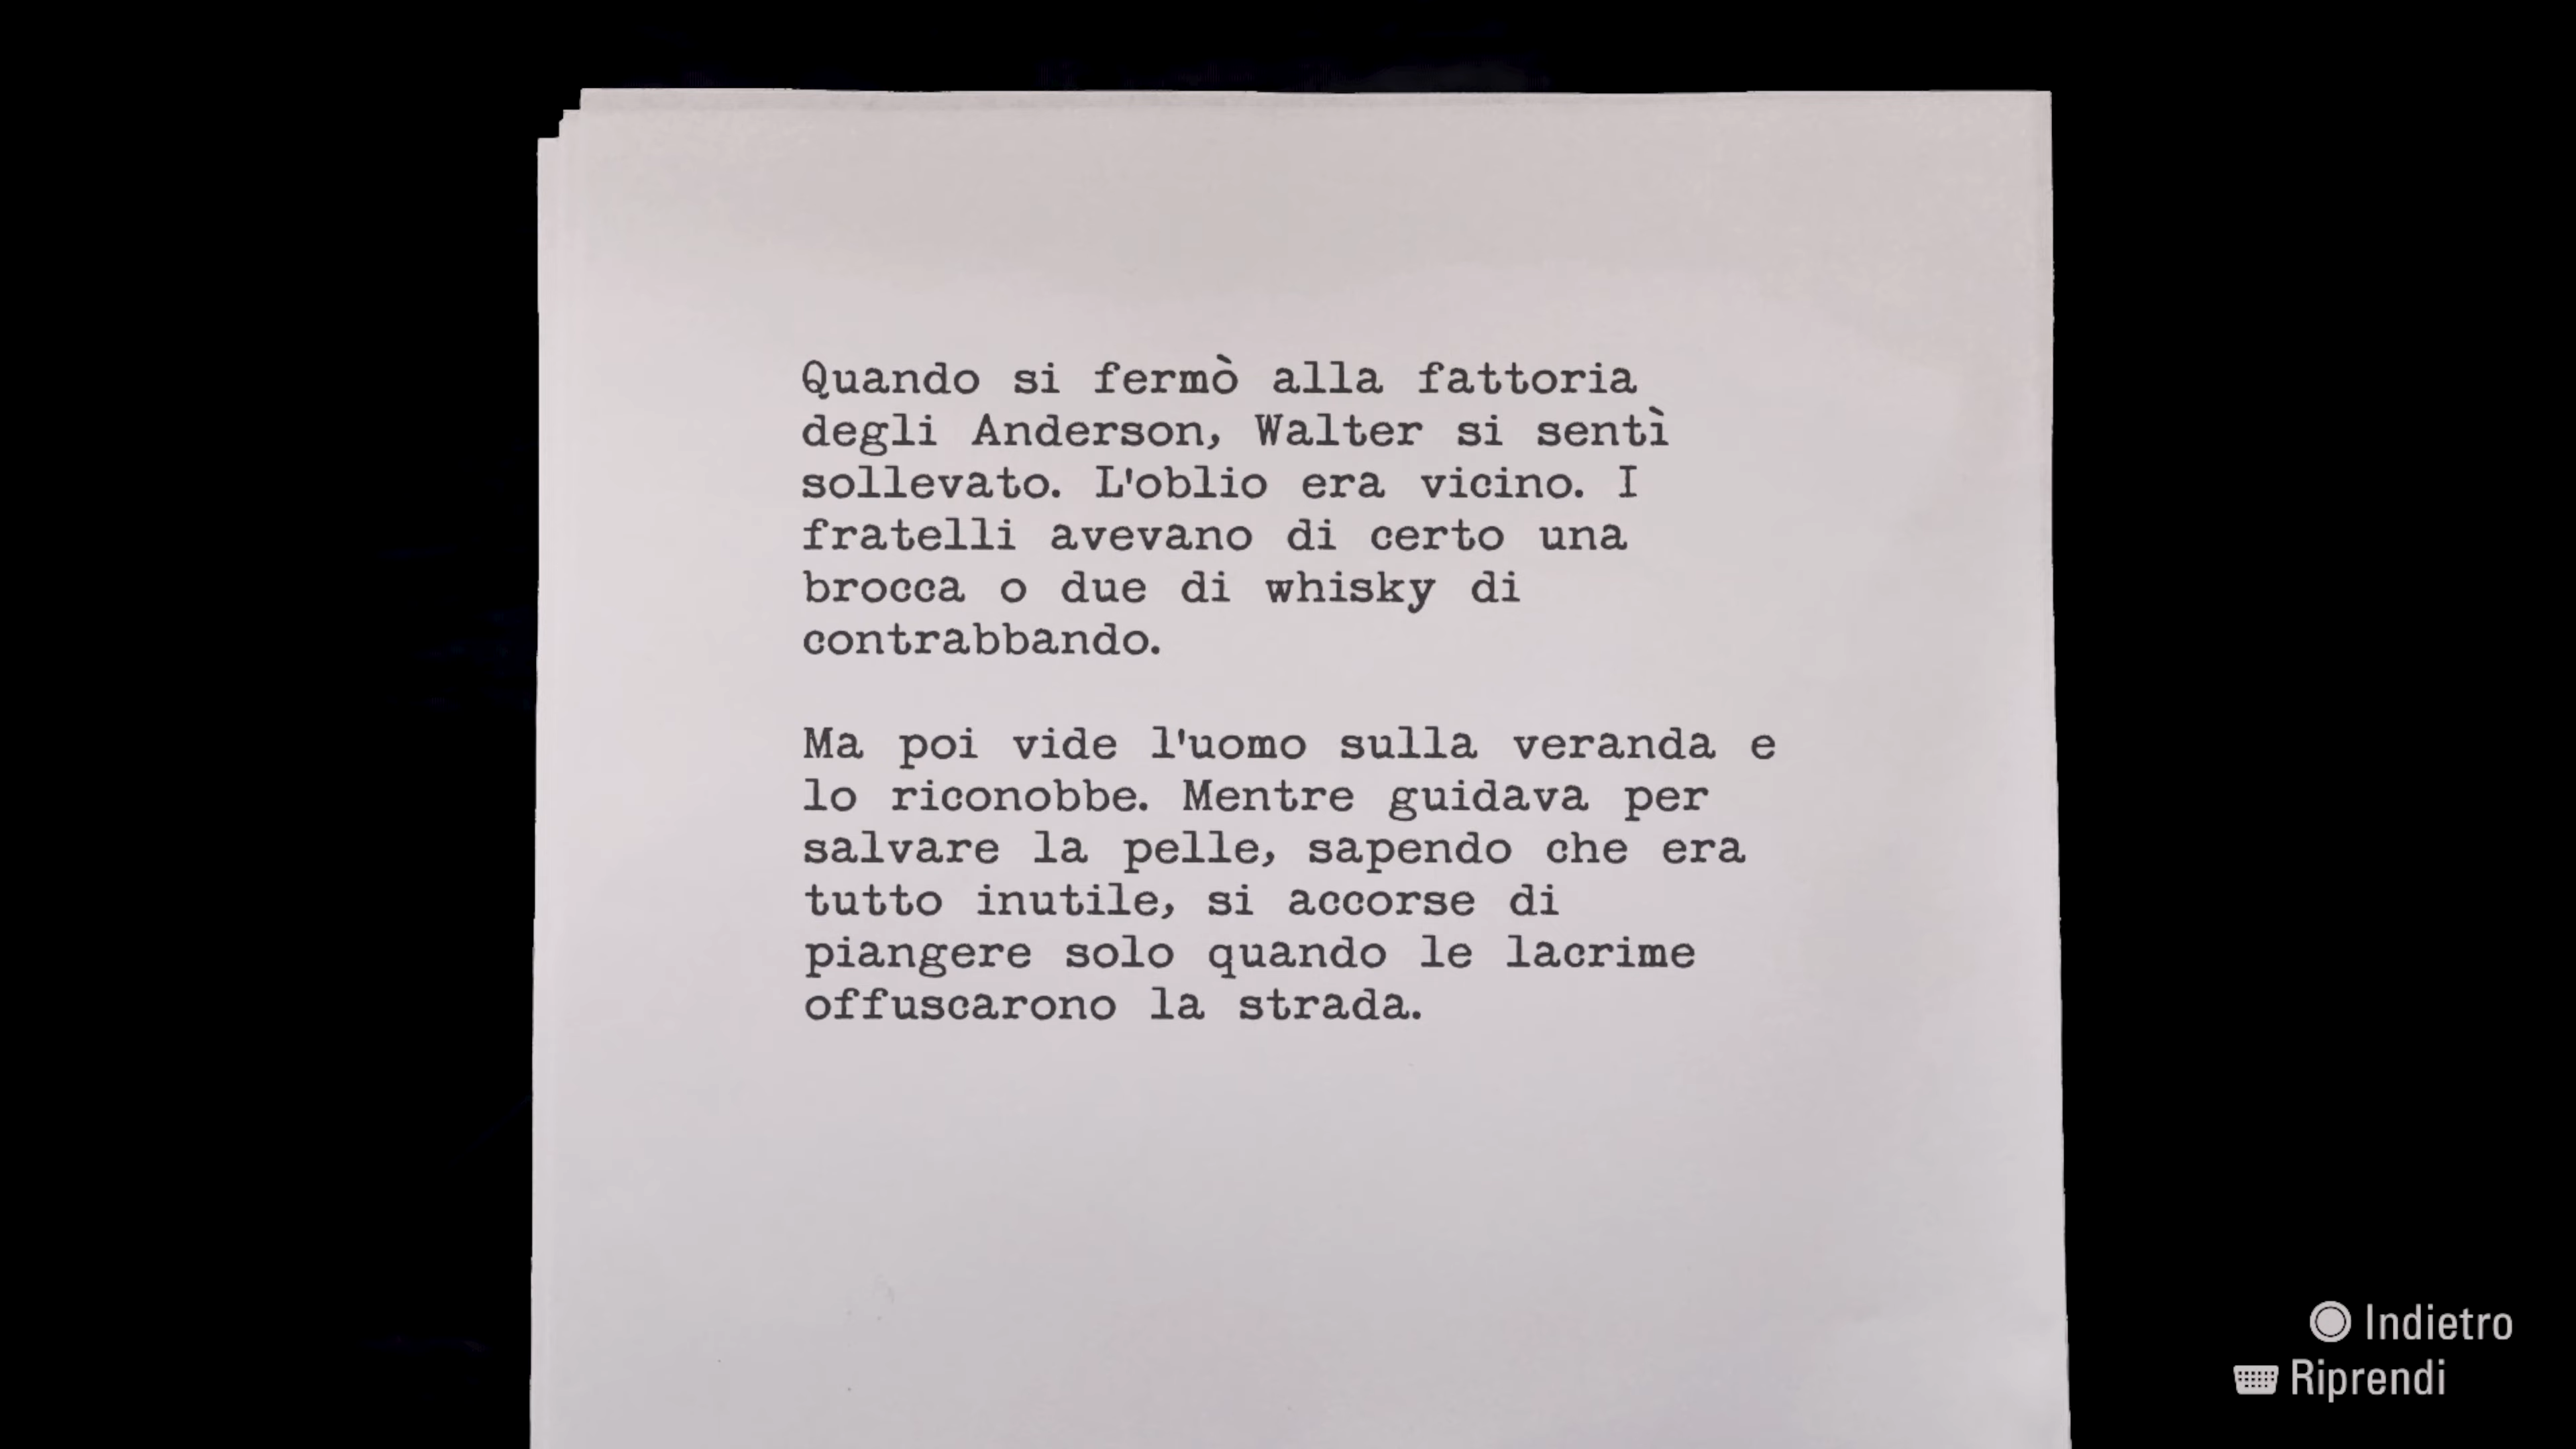 Quando si fermò alla fattoria
degli Anderson, Walter si sentì
sollevato. L'oblio era vicino. I
fratelli avevano di certo una
brocca o due di whisky di
contrabbando.
Ma poi vide l'uomo sulla veranda e
lo riconobbe. Mentre guidava per
salvare la pelle, sapendo che era
tutto inutile, si accorse di
piangere solo quando le lacrime
offuscarono la strada.
Indietro
Riprendi